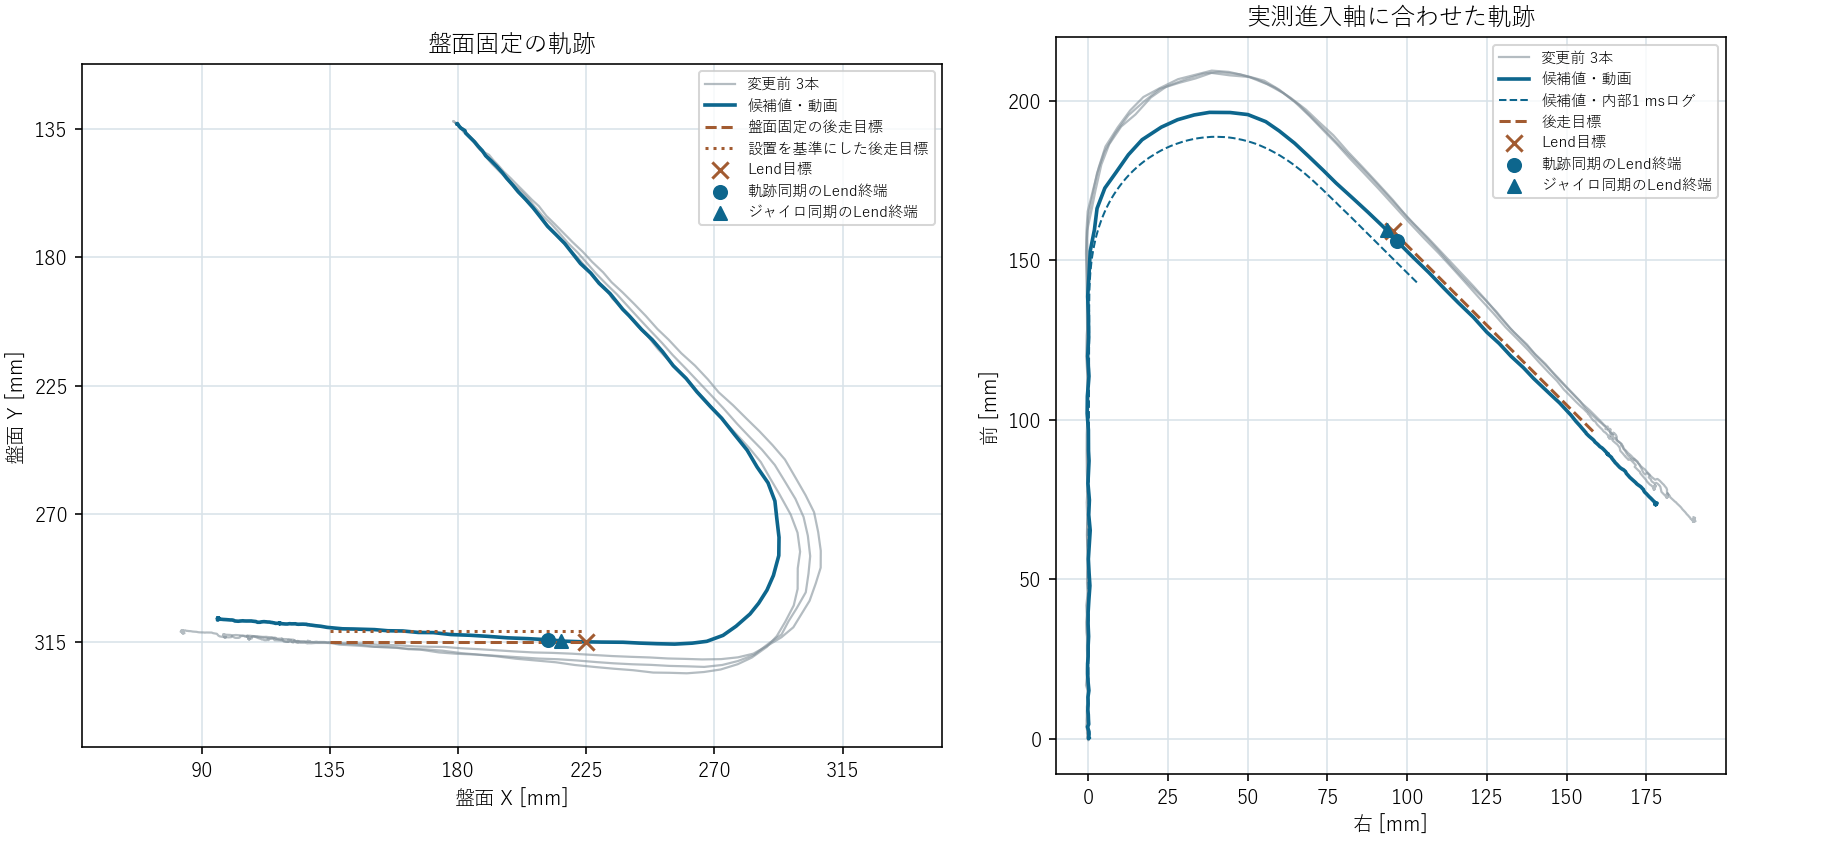 盤面固定の軌跡
変更前 3本
候補値・動画
盤面固定の後走目標
設置を基準にした後走目標
Lend目標
軌跡同期のLend終端
ジャイロ同期のLend終端
135
180
225
270
315
盤面 Y [mm]
90
135
180
225
270
315
盤面 X [mm]
実測進入軸に合わせた軌跡
変更前 3本
候補値・動画
候補値・内部1 msログ
後走目標
Lend目標
軌跡同期のLend終端
ジャイロ同期のLend終端
200
150
100
50
0
前 [mm]
0
25
50
75
100
125
150
175
右 [mm]